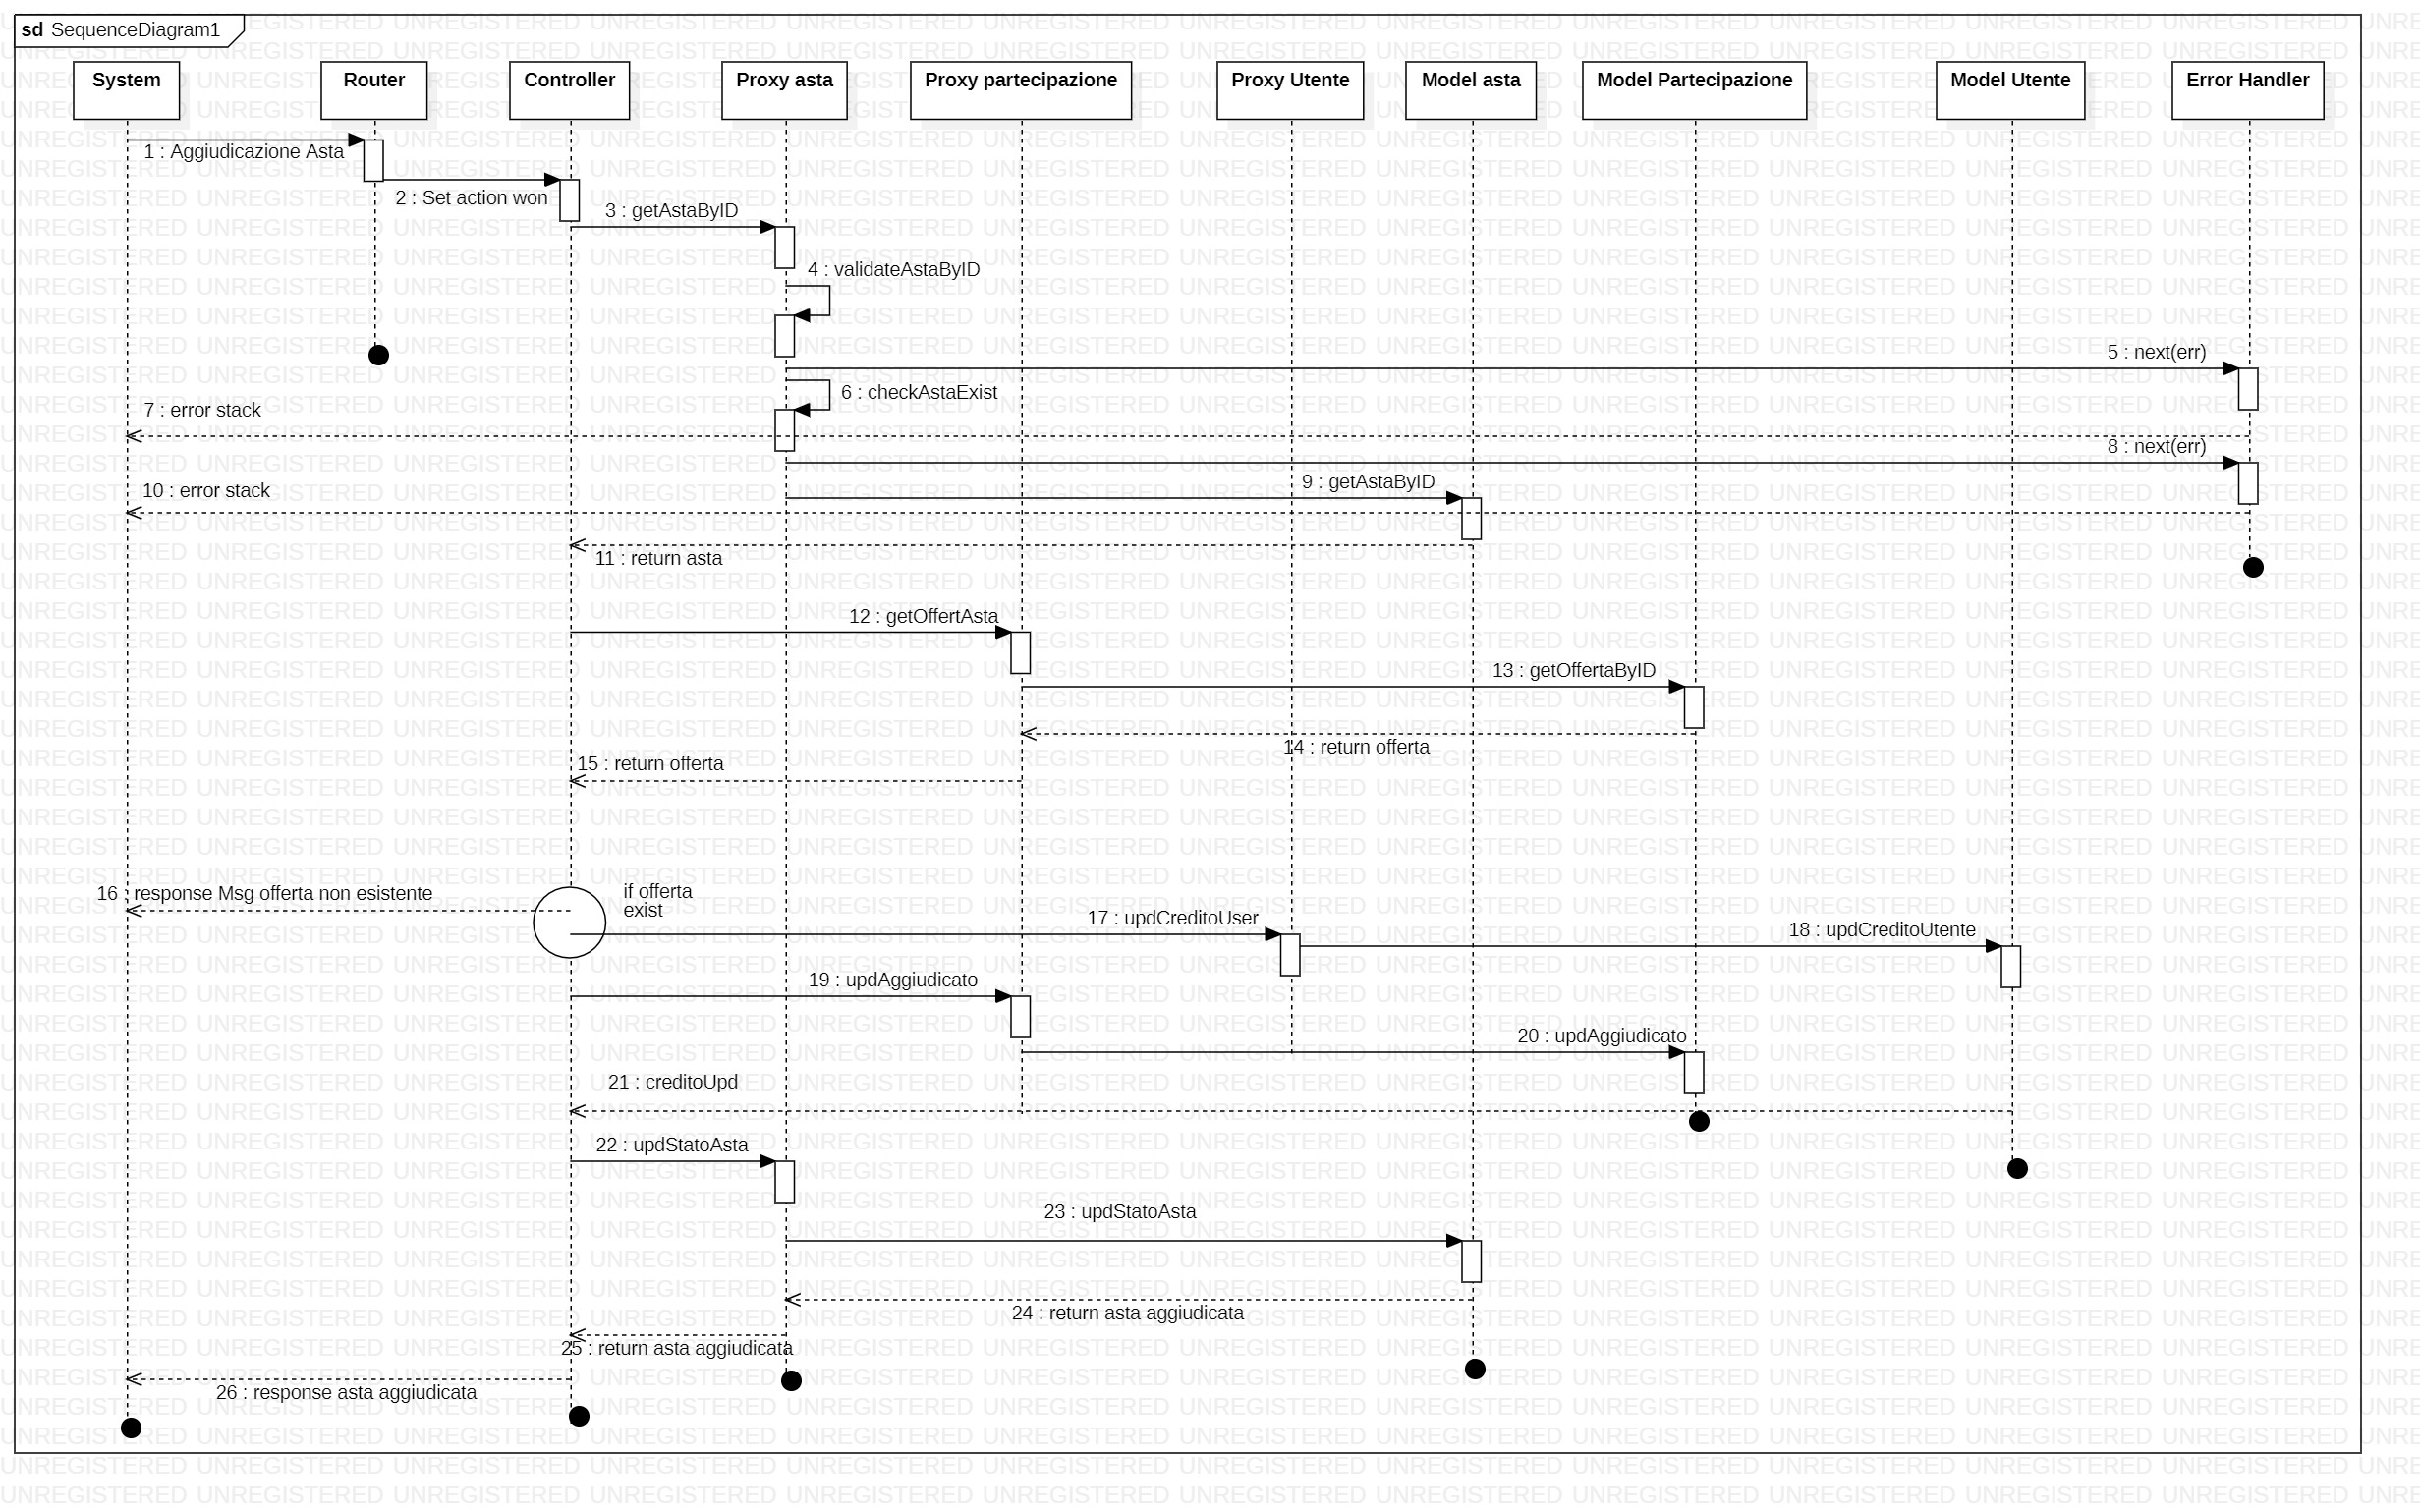 sd SequenceDiagram1
System
Router
Controller
Proxy asta
Proxy partecipazione
Proxy Utente
Model asta
Model Partecipazione
Model Utente
Error Handler
1 : Aggiudicazione Asta
2 : Set action won
3 : getAstaByID
4 : validateAstaByID
5 : next(err)
6 : checkAstaExist
7 : error stack
8 : next(err)
9 : getAstaByID
10 : error stack
11 : return asta
12 : getOffertAsta
13 : getOffertaByID
14 : return offerta
15 : return offerta
16 : response Msg offerta non esistente
if offerta
exist
17 : updCreditoUser
18 : updCreditoUtente
19 : updAggiudicato
20 : updAggiudicato
21 : creditoUpd
22 : updStatoAsta
23 : updStatoAsta
24 : return asta aggiudicata
25 : return asta aggiudicata
26 : response asta aggiudicata
UNREGISTERED